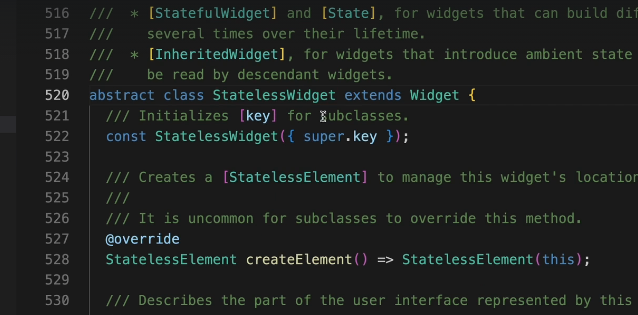 516 /// * [StatefulWidget] and [State], for widgets that can build
517 /// several times over their lifetime.
518 /// * [InheritedWidget], for widgets that introduce ambient state
519 /// be read by descendant widgets.
520 abstract class StatelessWidget extends Widget {
521 /// Initializes [key] for subclasses.
522 const StatelessWidget({ super.key });
523
524 /// Creates a [StatelessElement] to manage this widget's location
525 ///
526 /// It is uncommon for subclasses to override this method.
527 @override
528 StatelessElement createElement() => StatelessElement(this);
529
530 /// Describes the part of the user interface represented by this